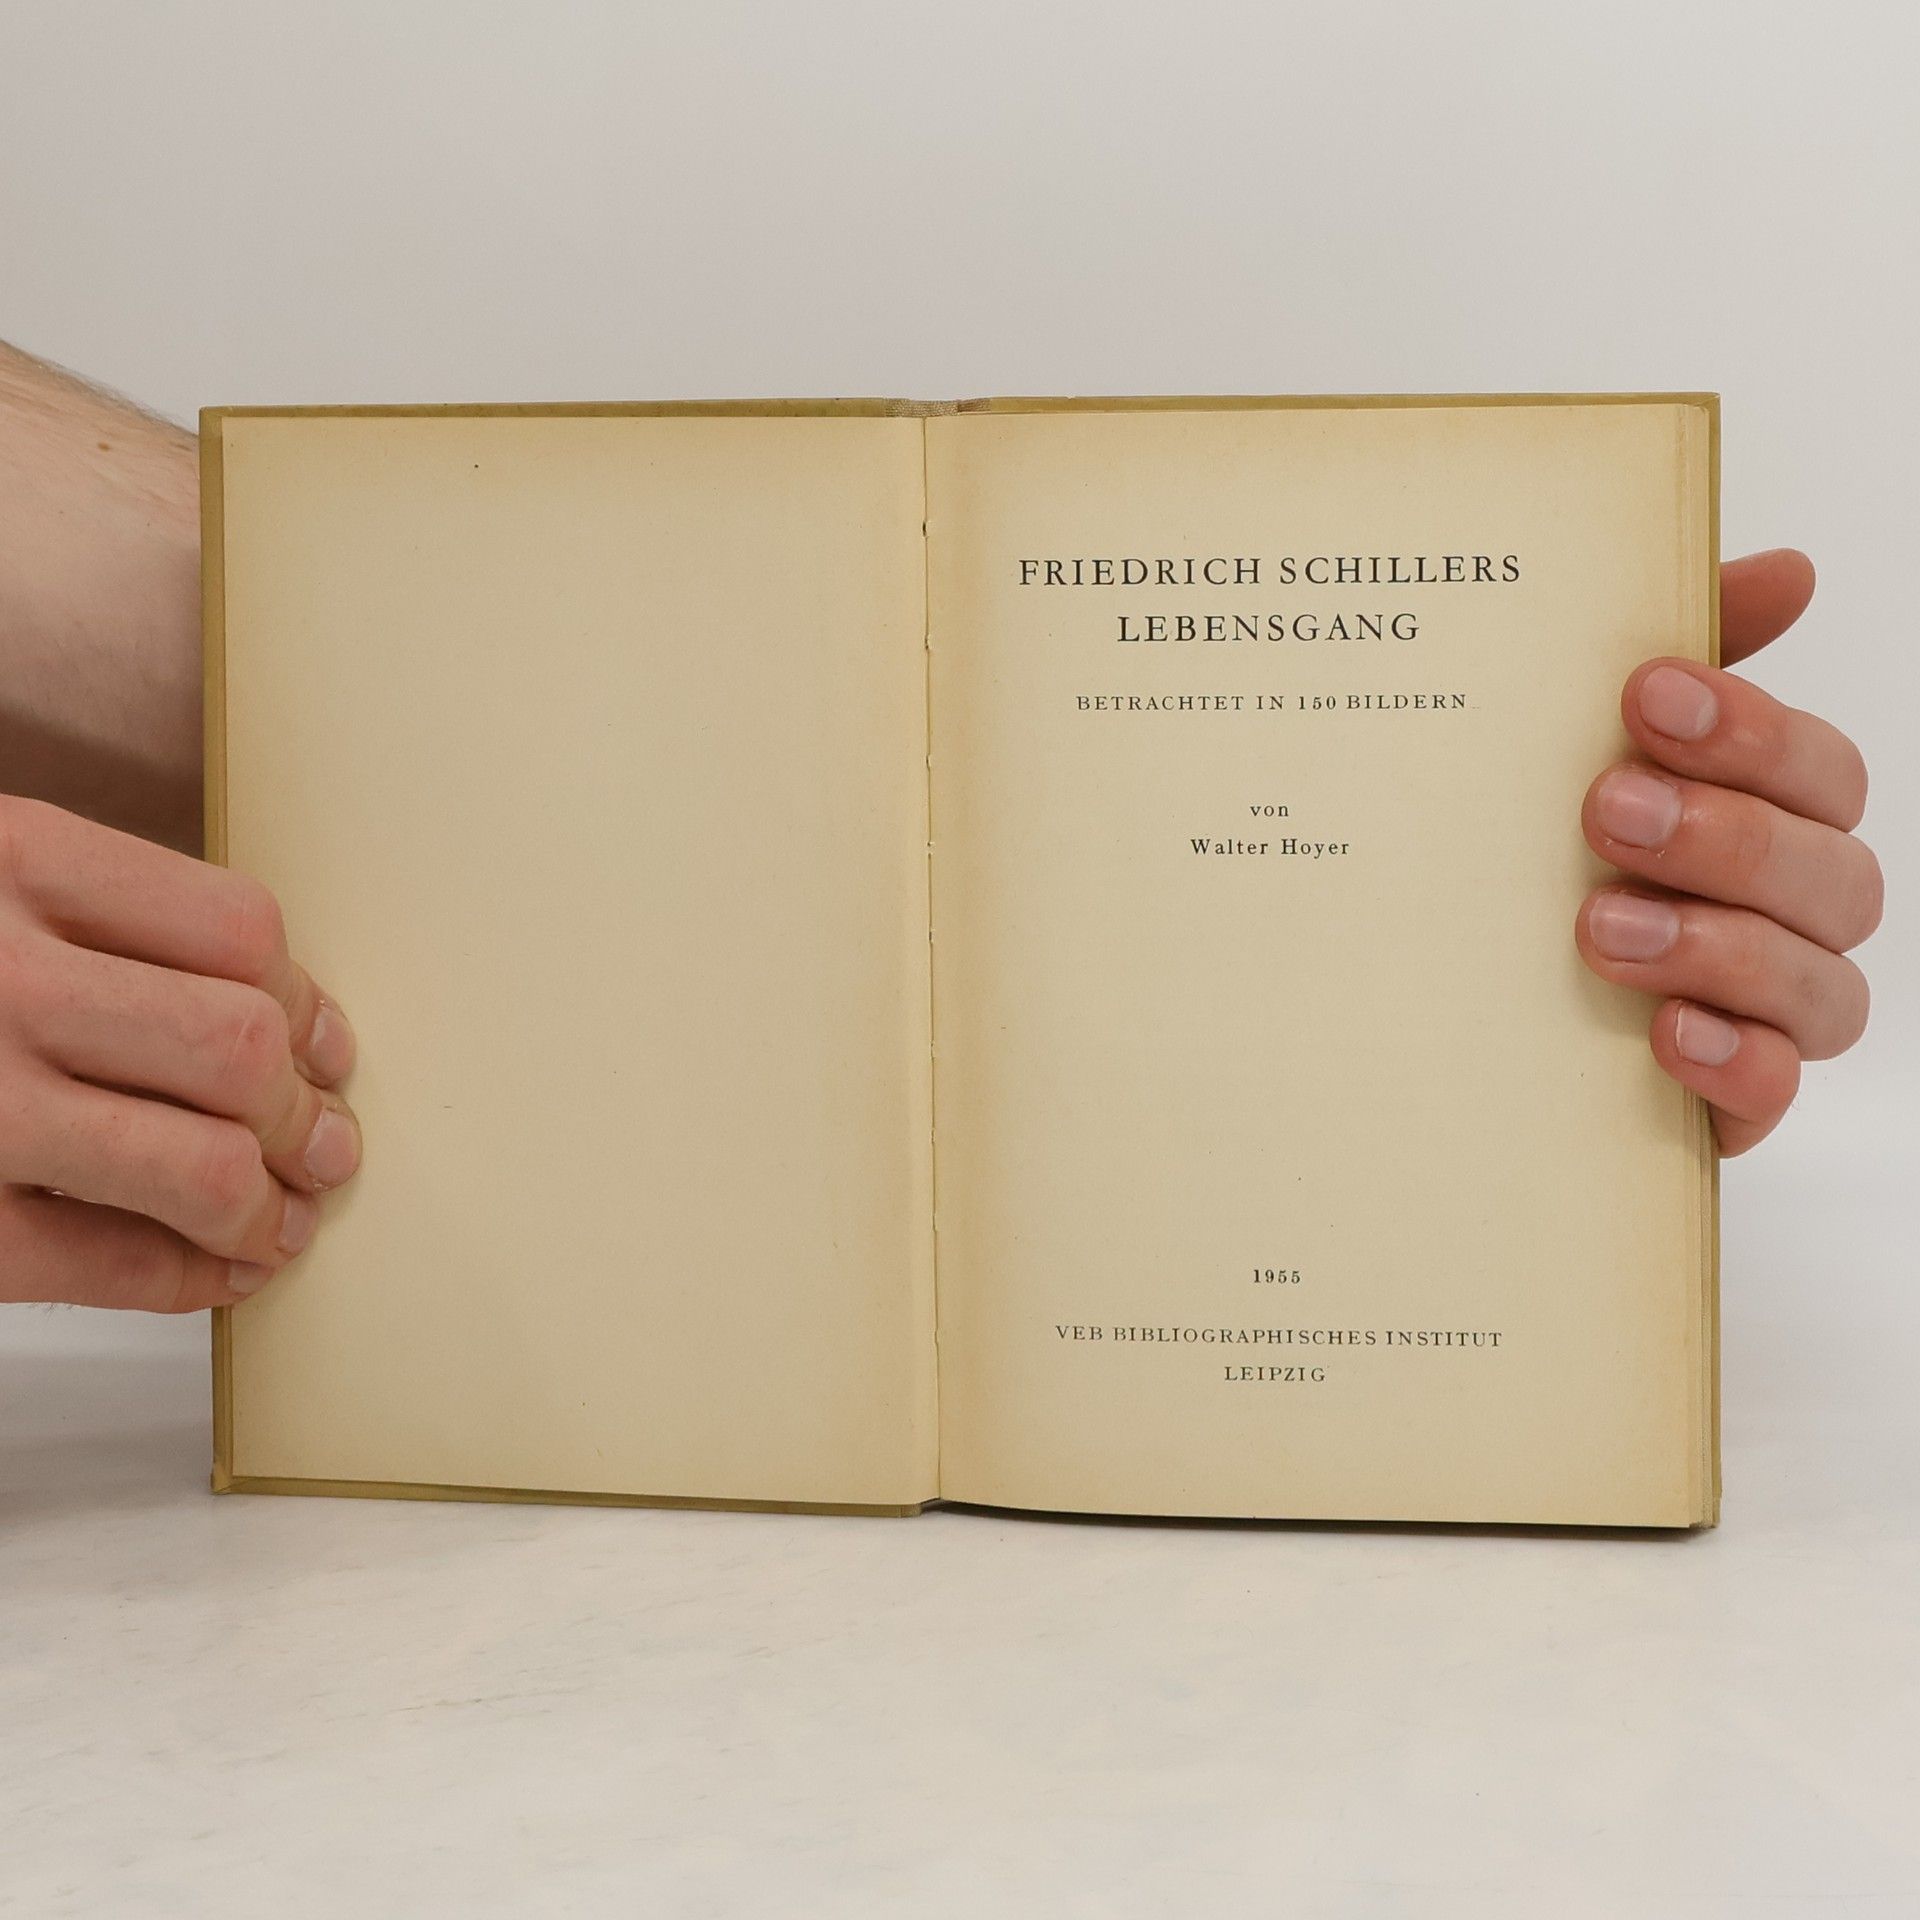 FRIEDRICH SCHILLERS
LEBENSGANG
BETRACHTET IN 150 BILDERN
von
Walter Hoyer
1955
VEB BIBLIOGRAPHISCHES INSTITUT
LEIPZIG